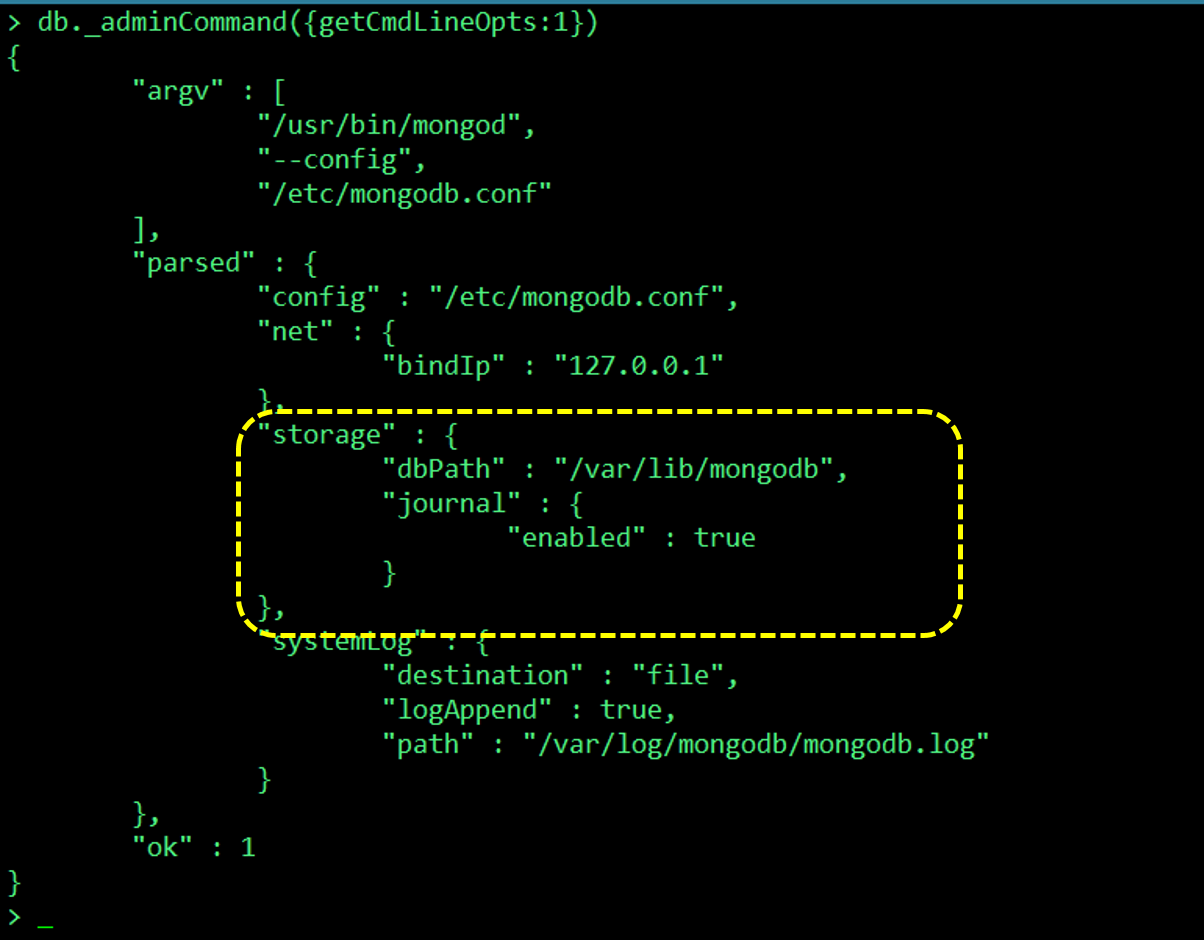 > db._adminCommand({getCmdLineOpts:1})
{
        "argv" : [
                "/usr/bin/mongod",
                "--config",
                "/etc/mongodb.conf"
        ],
        "parsed" : {
                "config" : "/etc/mongodb.conf",
                "net" : {
                        "bindIp" : "127.0.0.1"
                },
                "storage" : {
                        "dbPath" : "/var/lib/mongodb",
                        "journal" : {
                                "enabled" : true
                        }
                },
                "systemLog" : {
                        "destination" : "file",
                        "logAppend" : true,
                        "path" : "/var/log/mongodb/mongodb.log"
                }
        },
        "ok" : 1
}
> _